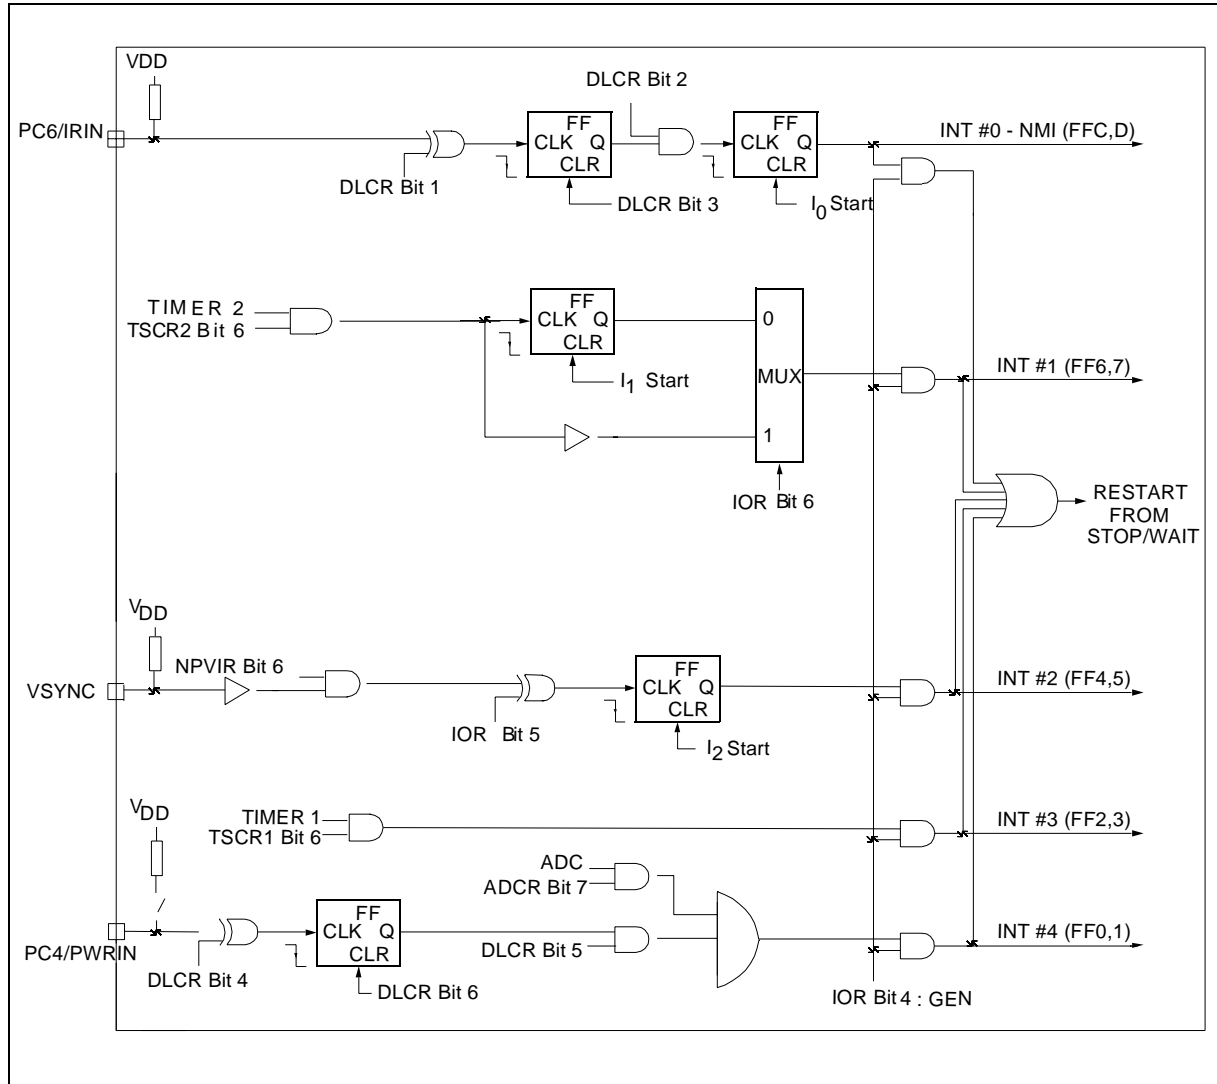 VDD
PC6/IRIN
DLCR Bit 1
FF
CLK Q
CLR
DLCR Bit 3
DLCR Bit 2
FF
CLK Q
CLR
I0 Start
INT #0 - NMI (FFC,D)
TIMER 2
TSCR2 Bit 6
FF
CLK Q
CLR
I1 Start
0
MUX
1
IOR Bit 6
INT #1 (FF6,7)
RESTART
FROM
STOP/WAIT
VDD
VSYNC
NPVIR Bit 6
IOR Bit 5
FF
CLK Q
CLR
I2 Start
INT #2 (FF4,5)
VDD
TIMER 1
TSCR1 Bit 6
INT #3 (FF2,3)
ADC
ADCR Bit 7
PC4/PWRIN
DLCR Bit 4
FF
CLK Q
CLR
DLCR Bit 6
DLCR Bit 5
INT #4 (FF0,1)
IOR Bit 4 : GEN